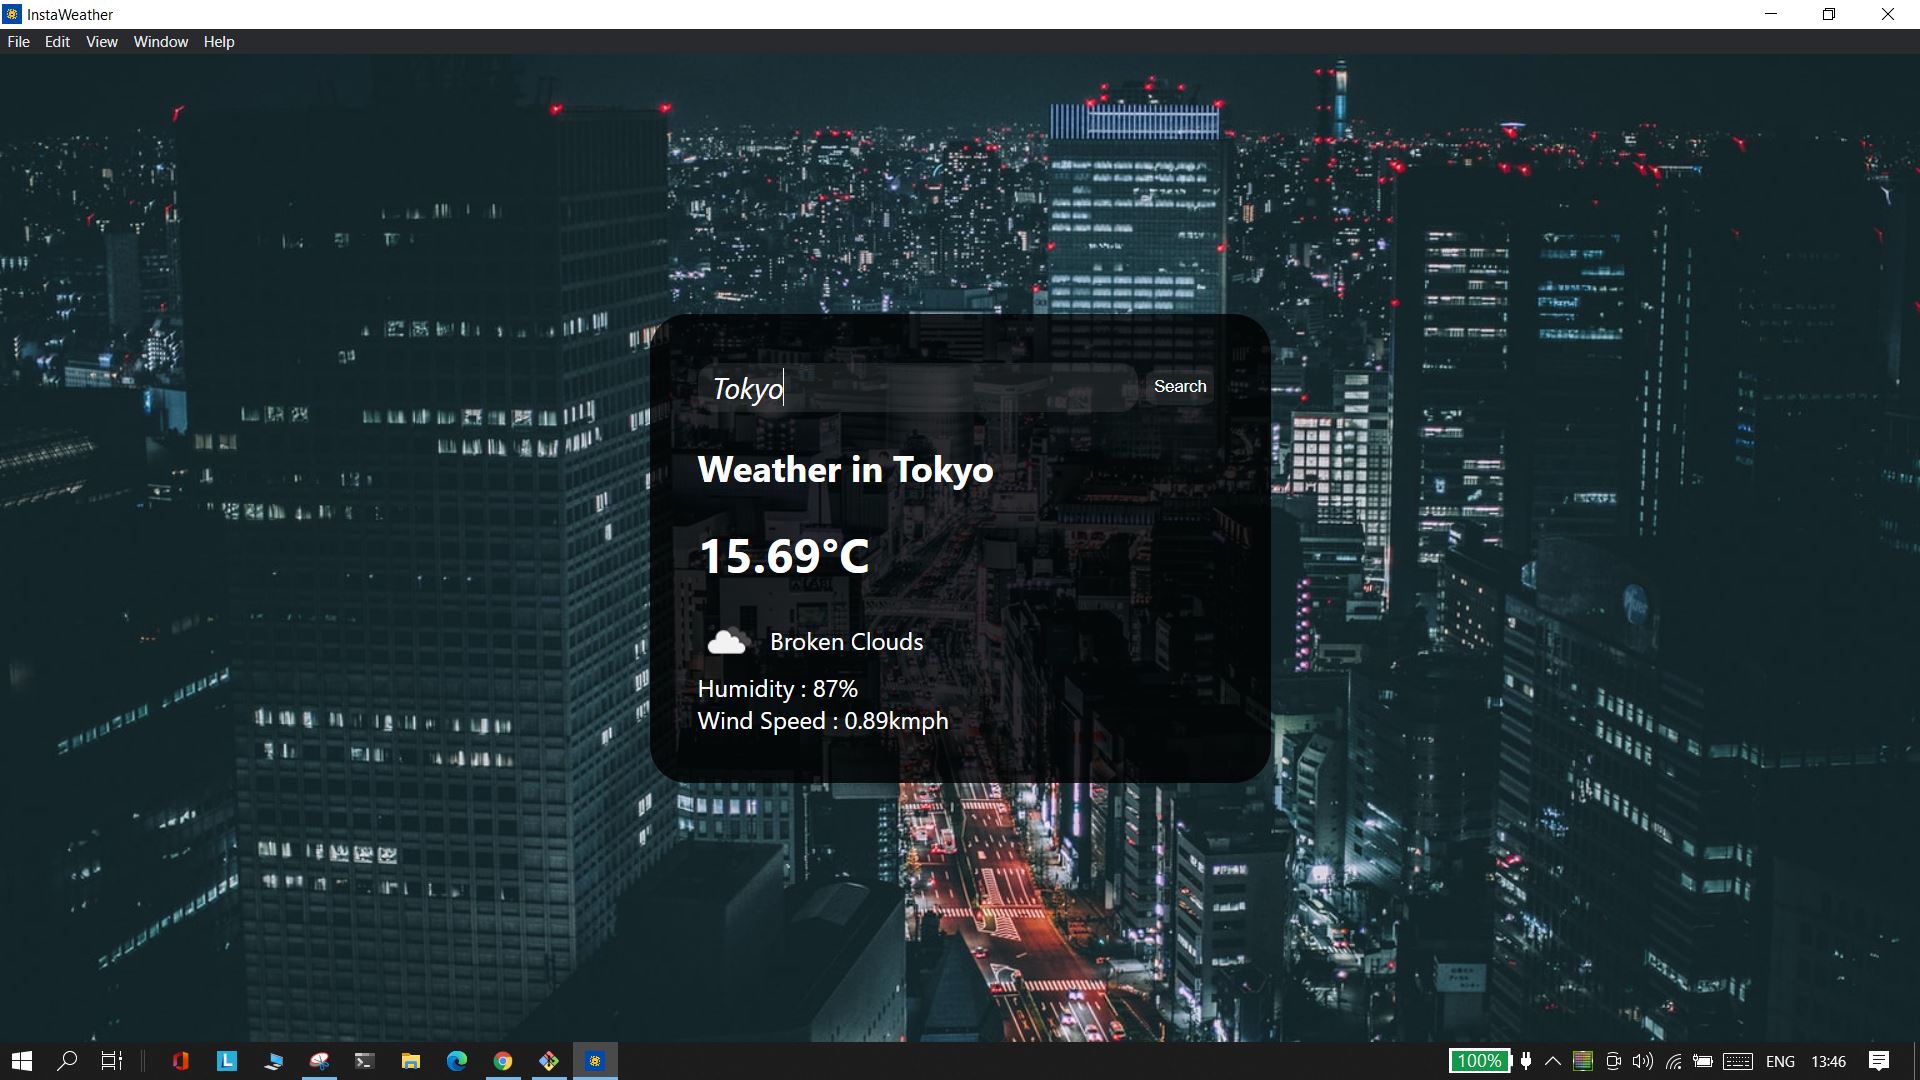 InstaWeather
File Edit View Window Help
Tokyo
Search
Weather in Tokyo
15.69°C
Broken Clouds
Humidity : 87%
Wind Speed : 0.89kmph
L
100%
ENG
13:46